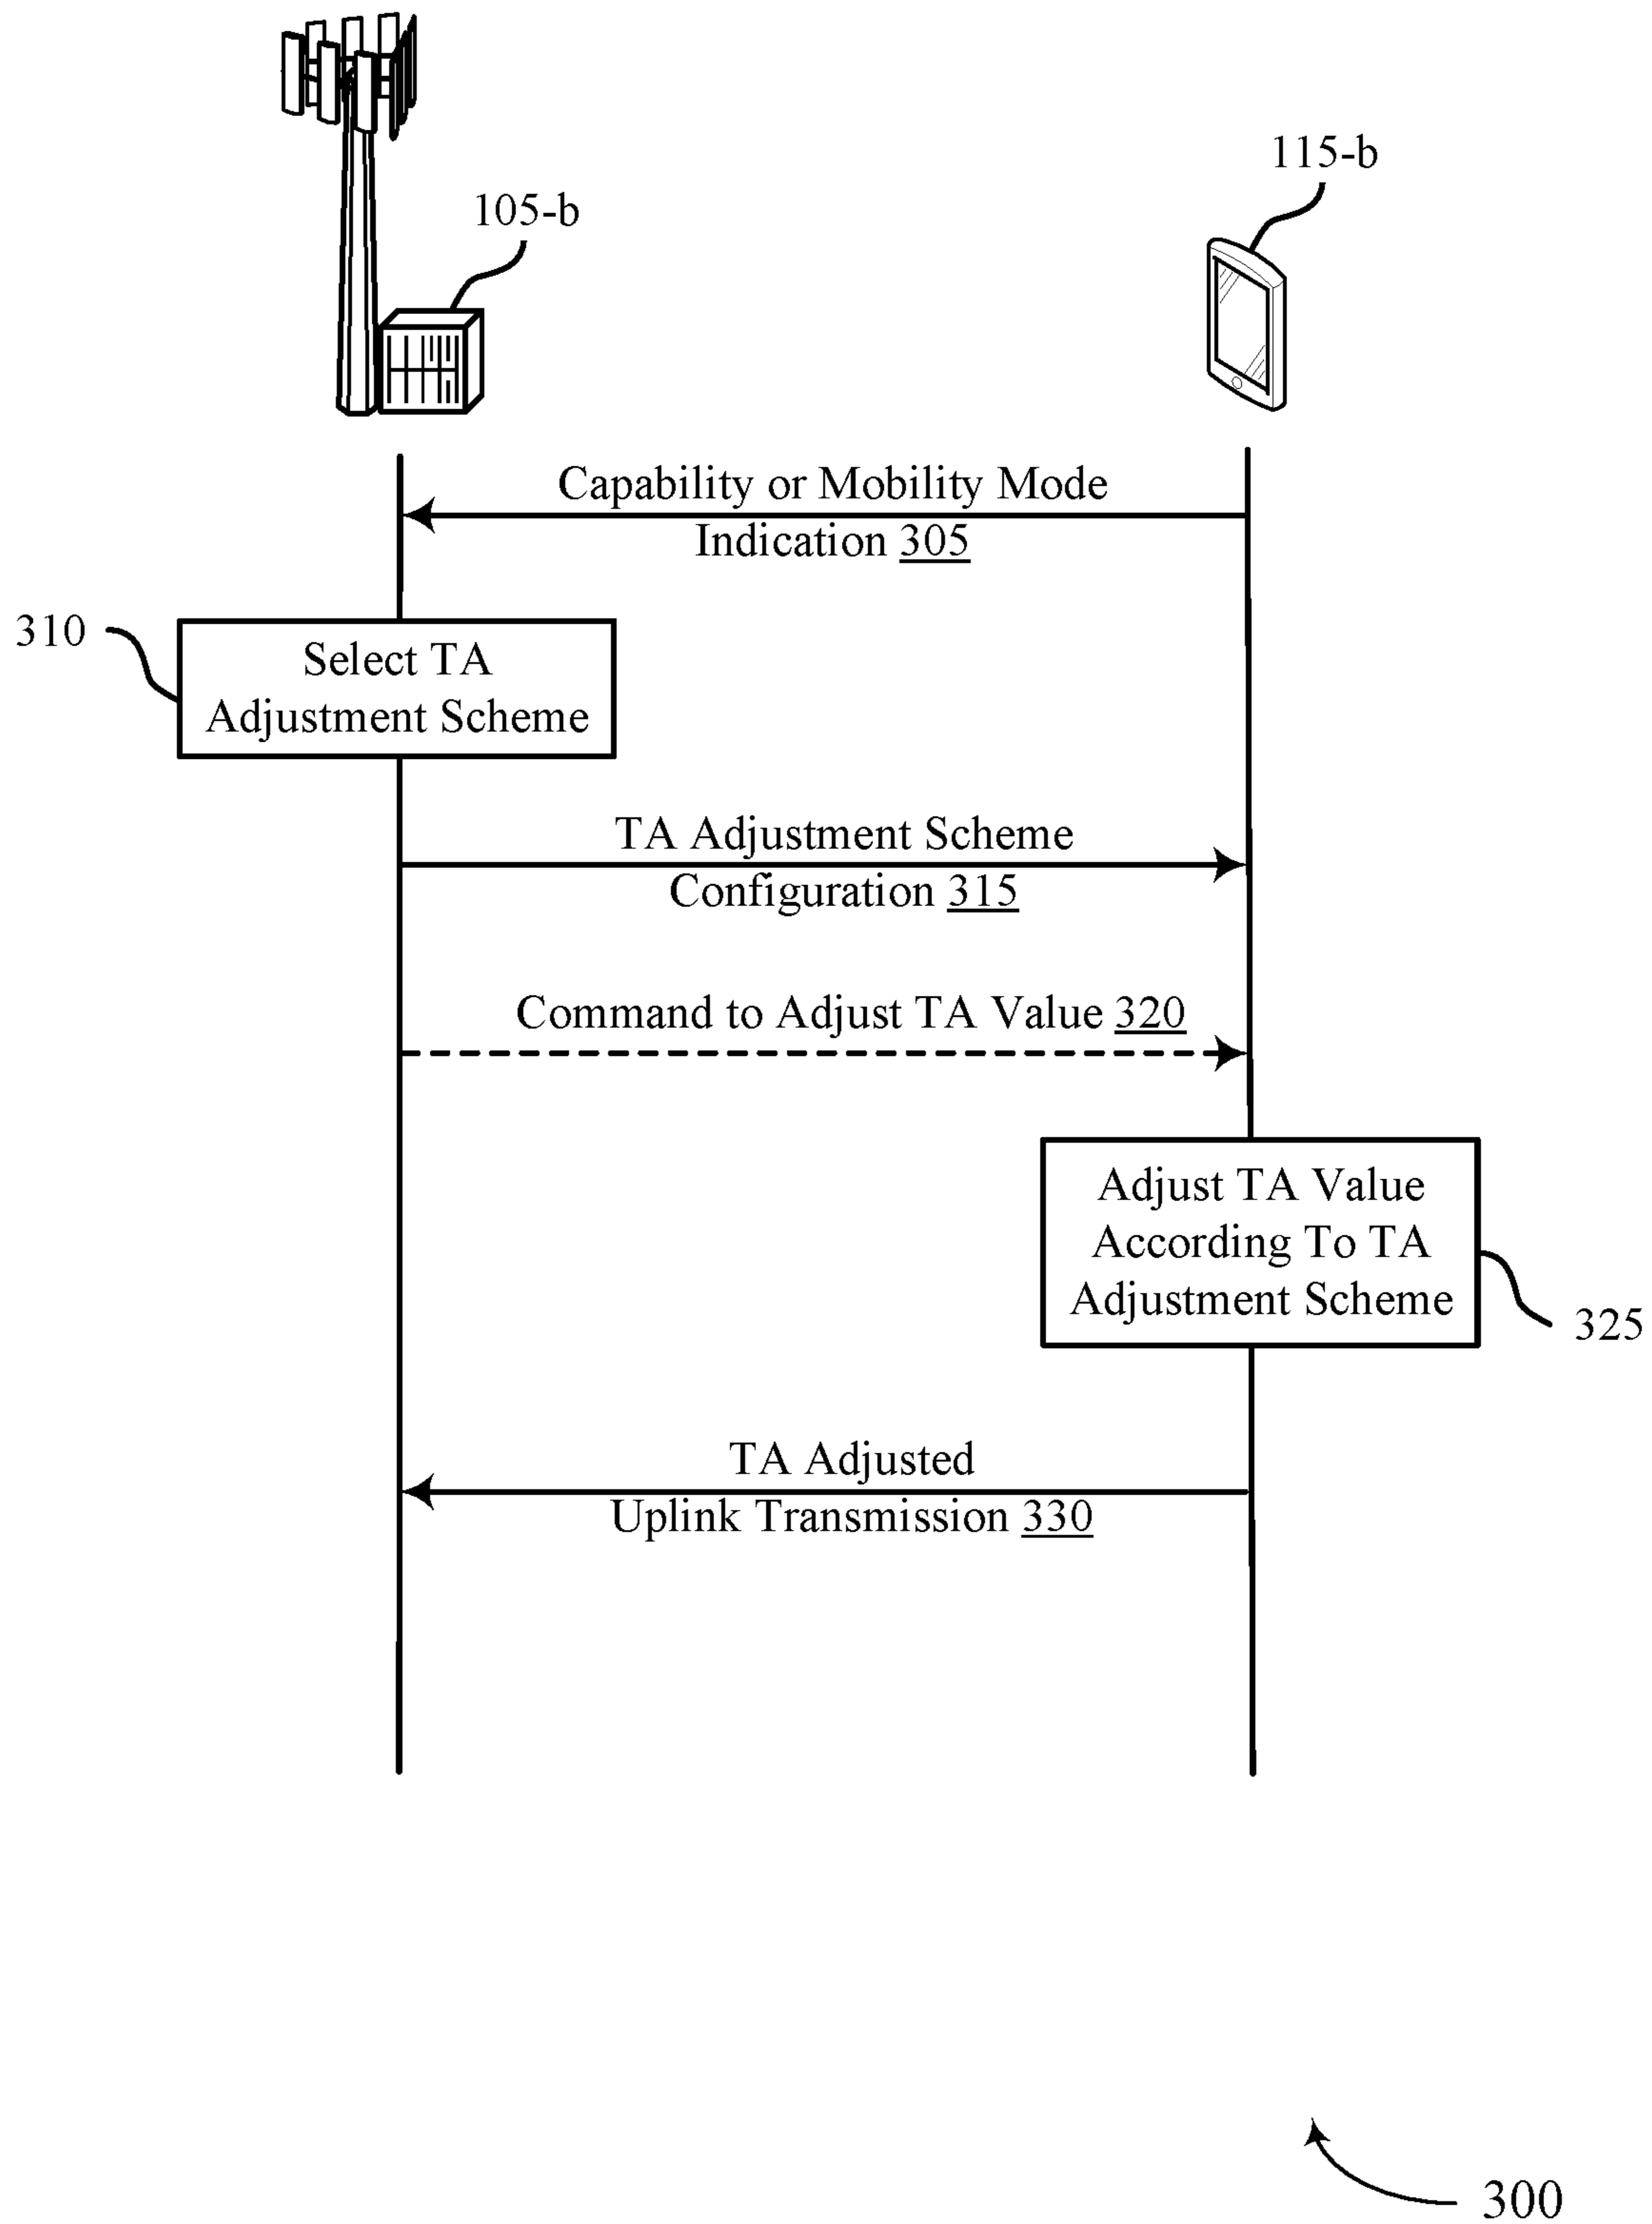 115-b
105-b
Capability or Mobility Mode
Indication 305
310
Select TA
Adjustment Scheme
TA Adjustment Scheme
Configuration 315
Command to Adjust TA Value 320
Adjust TA Value
According To TA
Adjustment Scheme
325
TA Adjusted
Uplink Transmission 330
300